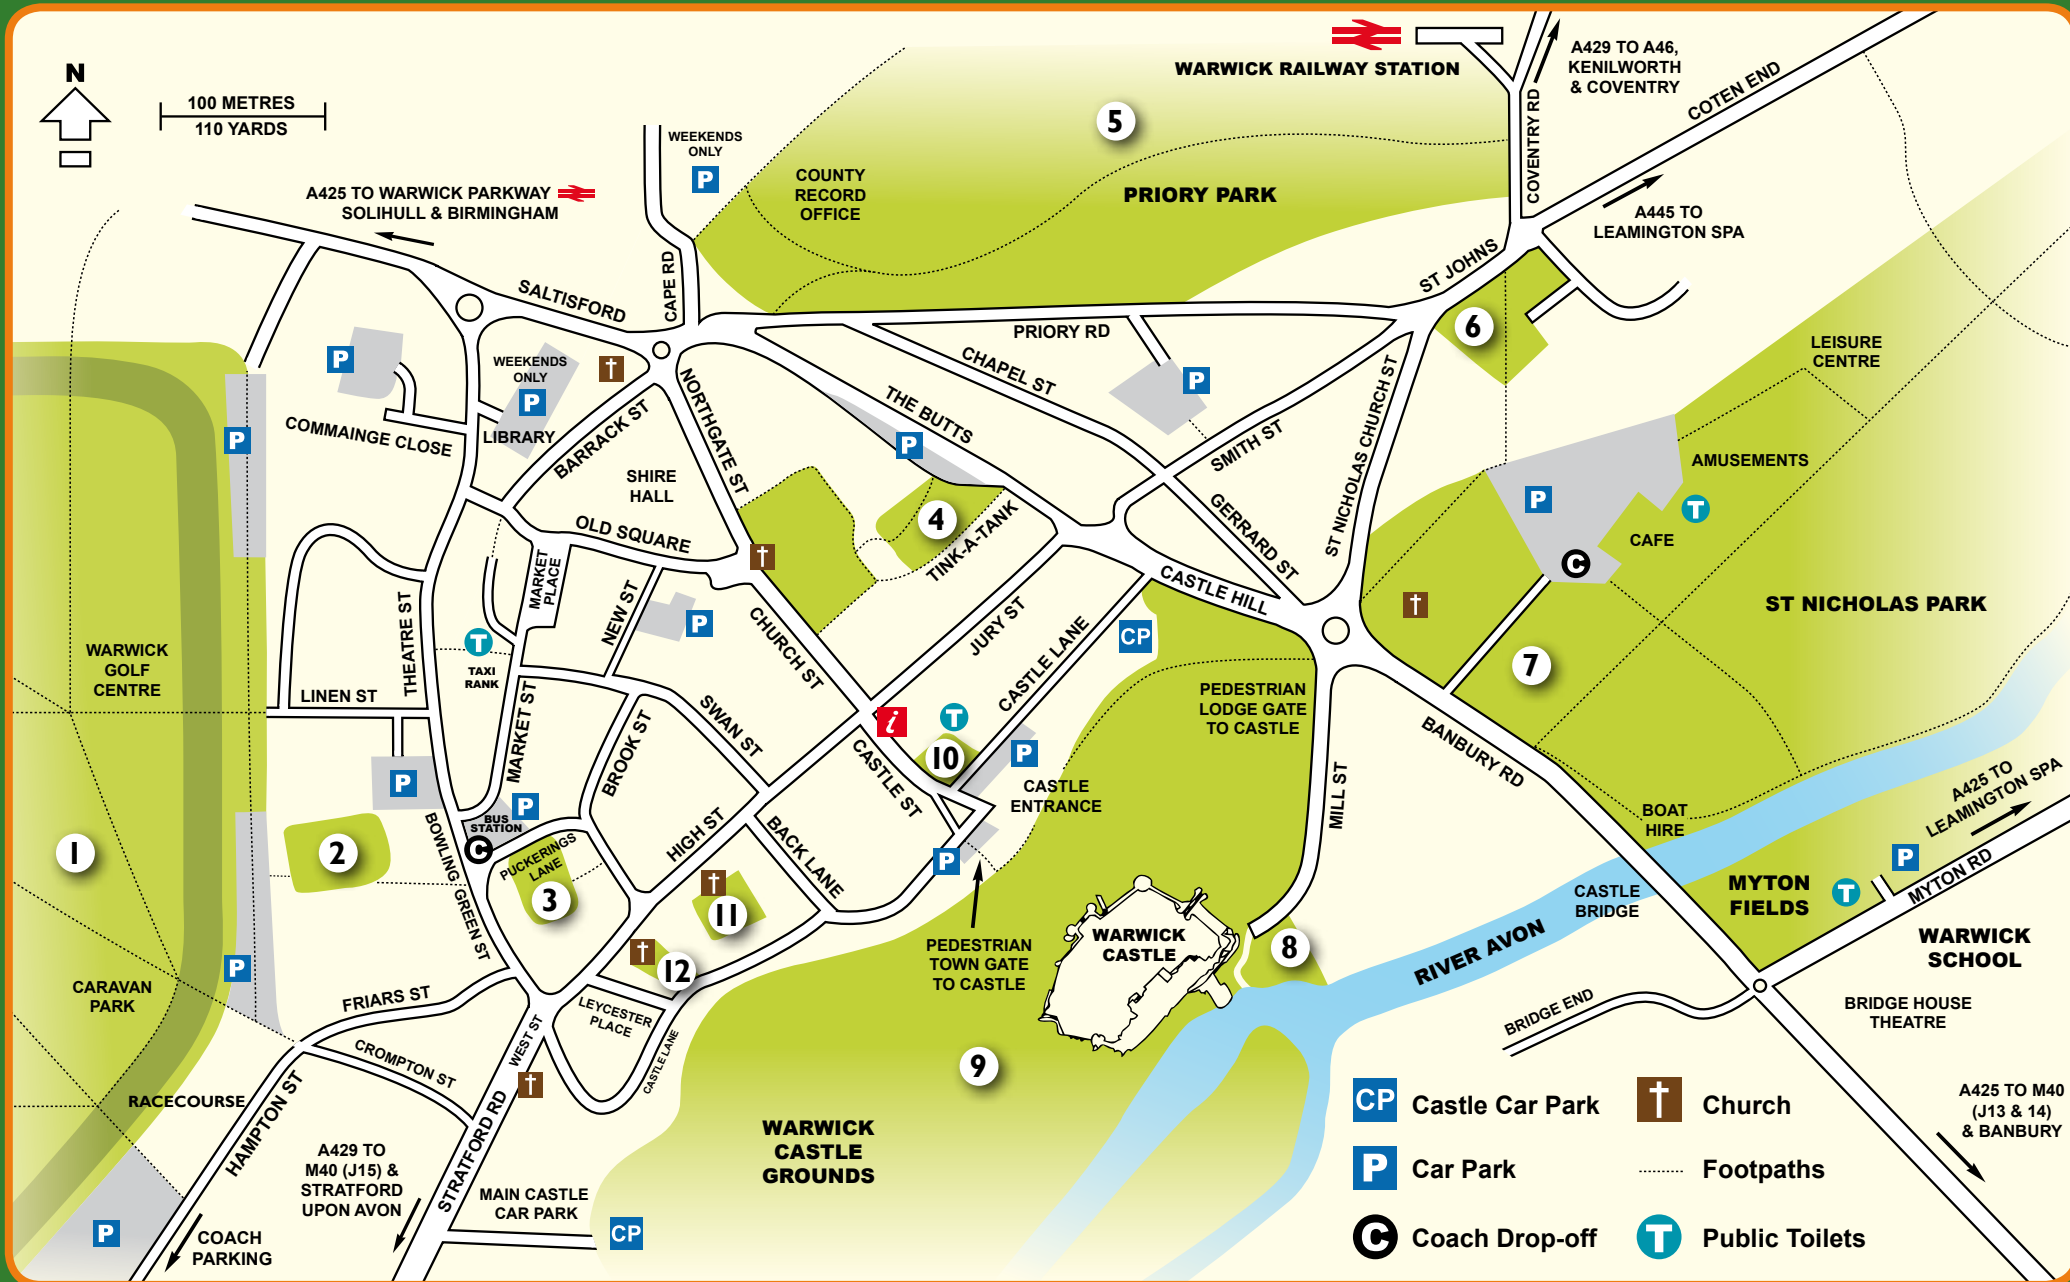 N
100 METRES
110 YARDS
WARWICK RAILWAY STATION
A429 TO A46,
KENILWORTH
& COVENTRY
COTEN END
COVENTRY RD
A445 TO
LEAMINGTON SPA
A425 TO WARWICK PARKWAY
SOLIHULL & BIRMINGHAM
WEEKENDS
ONLY
P
COUNTY
RECORD
OFFICE
5
PRIORY PARK
ST JOHNS
SALTISFORD
CAPE RD
PRIORY RD
6
CHAPEL ST
P
P
WEEKENDS
ONLY
P
LIBRARY
COMMAINGE CLOSE
BARRACK ST
NORTHGATE ST
THE BUTTS
P
SMITH ST
ST NICHOLAS CHURCH ST
LEISURE
CENTRE
AMUSEMENTS
P
T
CAFE
C
P
SHIRE
HALL
OLD SQUARE
4
TINK-A-TANK
GERRARD ST
CASTLE HILL
ST NICHOLAS PARK
MARKET
PLACE
NEW ST
P
CHURCH ST
JURY ST
CASTLE LANE
CP
THEATRE ST
T
TAXI
RANK
WARWICK
GOLF
CENTRE
LINEN ST
MARKET ST
SWAN ST
BROOK ST
i
T
10
P
CASTLE
ENTRANCE
CASTLE ST
PEDESTRIAN
LODGE GATE
TO CASTLE
7
BANBURY RD
MILL ST
BOAT
HIRE
A425 TO
LEAMINGTON SPA
P
P
BUS
STATION
C
PUCKERINGS
LANE
3
HIGH ST
BACK LANE
P
1
2
BOWLING GREEN ST
11
12
PEDESTRIAN
TOWN GATE
TO CASTLE
WARWICK
CASTLE
8
RIVER AVON
CASTLE
BRIDGE
MYTON
FIELDS
T
P
MYTON RD
WARWICK
SCHOOL
BRIDGE HOUSE
THEATRE
BRIDGE END
P
CARAVAN
PARK
FRIARS ST
LEYCESTER
PLACE
CASTLE LANE
WEST ST
CROMPTON ST
9
RACECOURSE
HAMPTON ST
STRATFORD RD
A429 TO
M40 (J15) &
STRATFORD
UPON AVON
WARWICK
CASTLE
GROUNDS
MAIN CASTLE
CAR PARK
CP
P
COACH
PARKING
A425 TO M40
(J13 & 14)
& BANBURY
CP Castle Car Park
Church
P Car Park
Footpaths
C Coach Drop-off
T Public Toilets